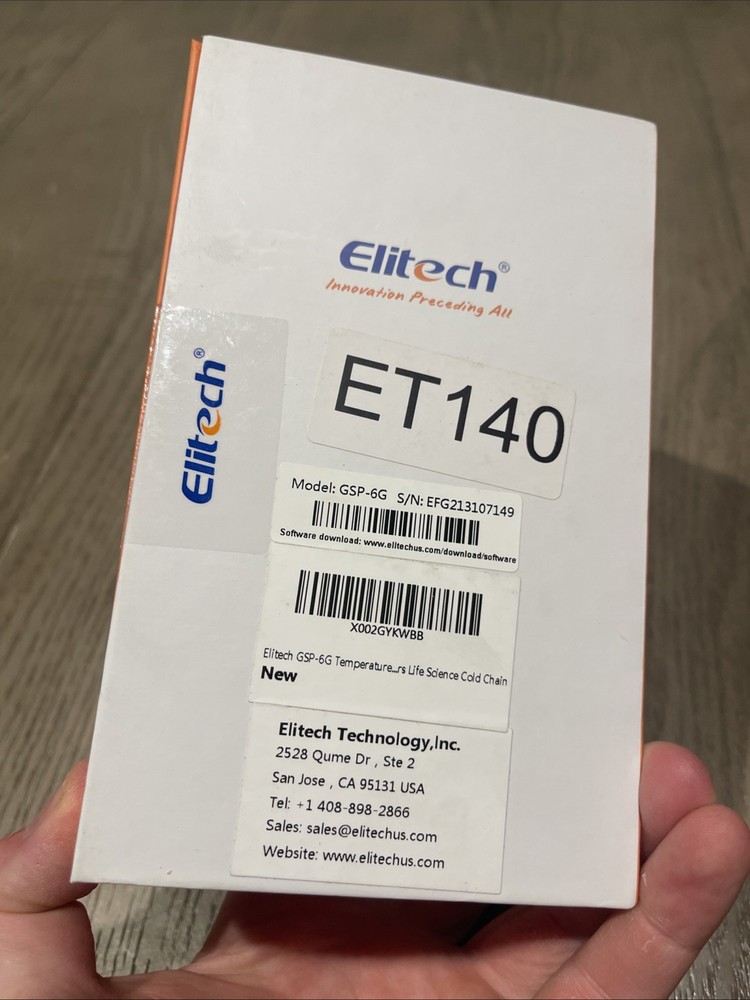 Elitech®
Innovation Preceding All
Elitech®
ET140
Model: GSP-6G S/N: EFG213107149
Software download: www.elitechus.com/download/software
X002GYKWBB
Elitech GSP-6G Temperature...rs Life Science Cold Chain
New
Elitech Technology,Inc.
2528 Qume Dr , Ste 2
San Jose , CA 95131 USA
Tel: +1 408-898-2866
Sales: sales@elitechus.com
Website: www.elitechus.com